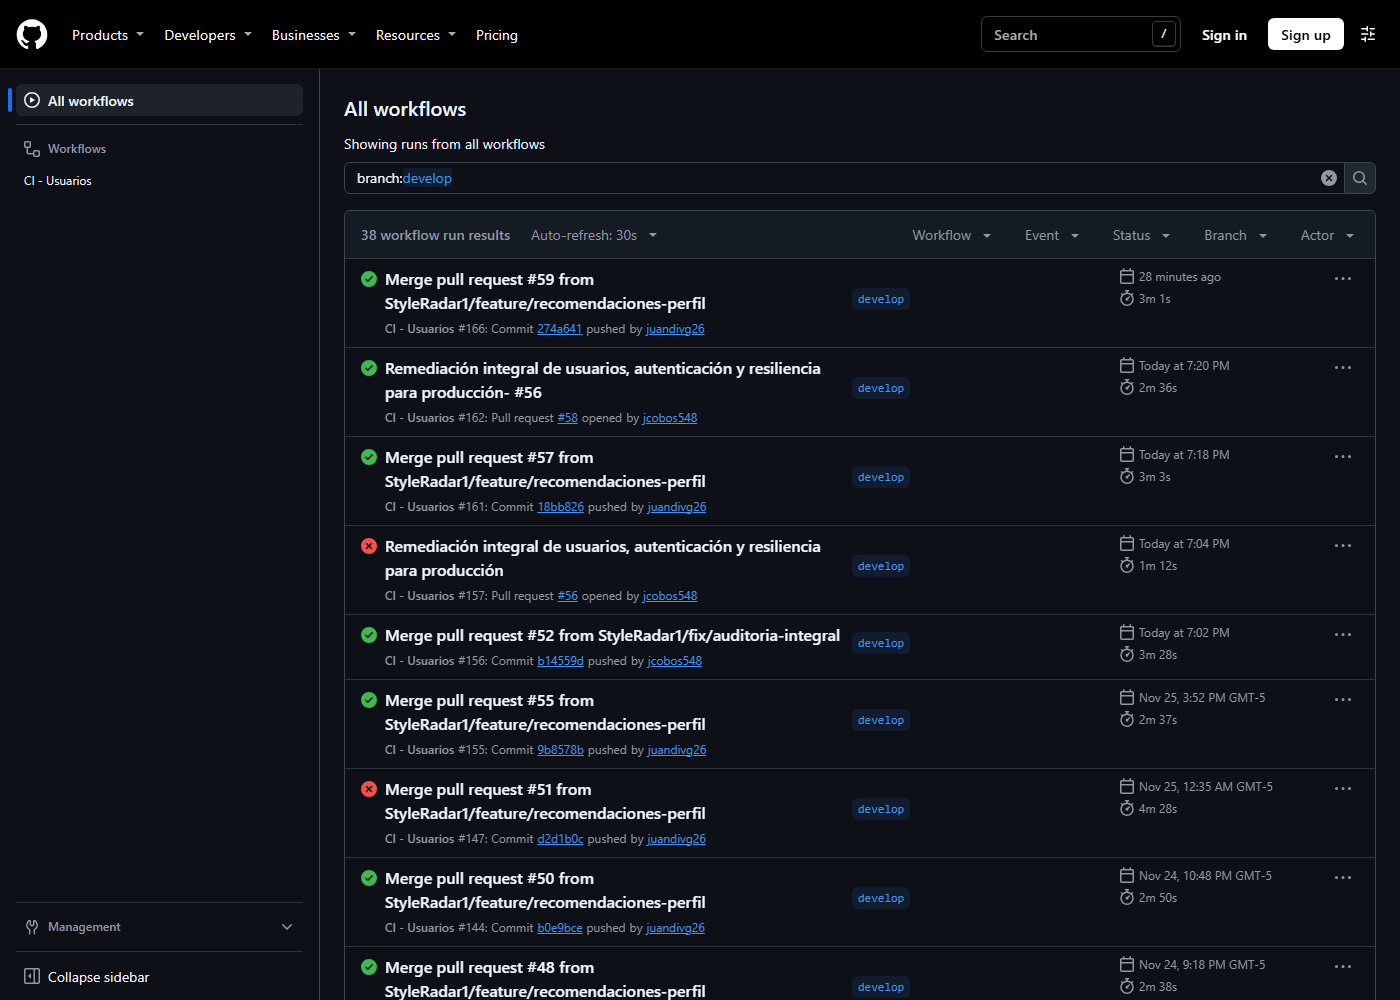 Products
Developers
Businesses
Resources
Pricing
Search /
Sign in
Sign up
All workflows
Workflows
CI - Usuarios
Management
Collapse sidebar
All workflows
Showing runs from all workflows
branch:develop
38 workflow run results
Auto-refresh: 30s
Workflow
Event
Status
Branch
Actor
Merge pull request #59 from
StyleRadar1/feature/recomendaciones-perfil
CI - Usuarios #166: Commit 274a641 pushed by juandivg26
develop
28 minutes ago
3m 1s
Remediación integral de usuarios, autenticación y resiliencia
para producción- #56
CI - Usuarios #162: Pull request #58 opened by jcobos548
develop
Today at 7:20 PM
2m 36s
Merge pull request #57 from
StyleRadar1/feature/recomendaciones-perfil
CI - Usuarios #161: Commit 18bb826 pushed by juandivg26
develop
Today at 7:18 PM
3m 3s
Remediación integral de usuarios, autenticación y resiliencia
para producción
CI - Usuarios #157: Pull request #56 opened by jcobos548
develop
Today at 7:04 PM
1m 12s
Merge pull request #52 from StyleRadar1/fix/auditoria-integral
CI - Usuarios #156: Commit b14559d pushed by jcobos548
develop
Today at 7:02 PM
3m 28s
Merge pull request #55 from
StyleRadar1/feature/recomendaciones-perfil
CI - Usuarios #155: Commit 9b8578b pushed by juandivg26
develop
Nov 25, 3:52 PM GMT-5
2m 37s
Merge pull request #51 from
StyleRadar1/feature/recomendaciones-perfil
CI - Usuarios #147: Commit d2d1b0c pushed by juandivg26
develop
Nov 25, 12:35 AM GMT-5
4m 28s
Merge pull request #50 from
StyleRadar1/feature/recomendaciones-perfil
CI - Usuarios #144: Commit b0e9bce pushed by juandivg26
develop
Nov 24, 10:48 PM GMT-5
2m 50s
Merge pull request #48 from
StyleRadar1/feature/recomendaciones-perfil
develop
Nov 24, 9:18 PM GMT-5
2m 38s